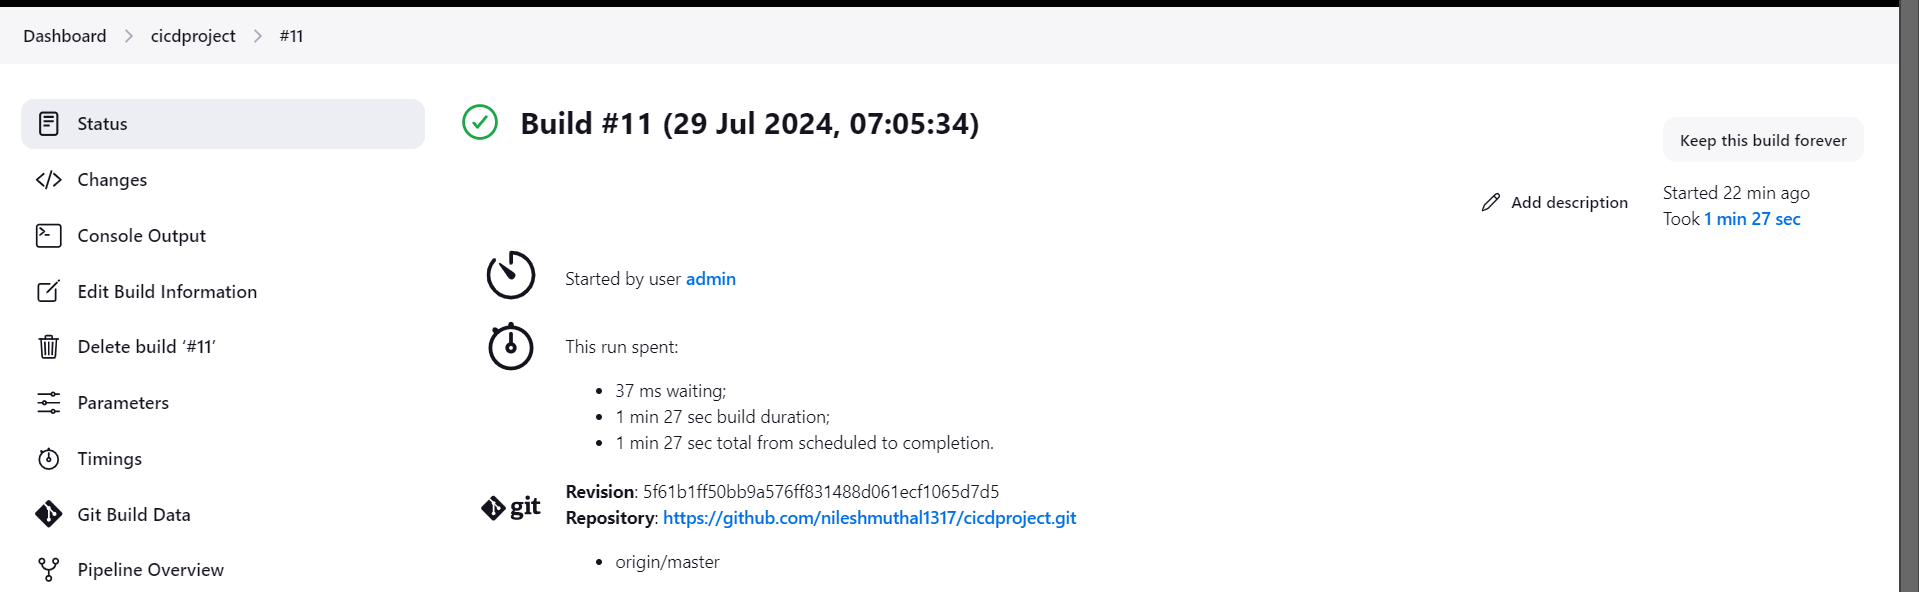 Dashboard > cicdproject > #11
Status
Changes
Console Output
Edit Build Information
Delete build ‘#11’
Parameters
Timings
Git Build Data
Pipeline Overview
Build #11 (29 Jul 2024, 07:05:34)
Keep this build forever
Add description
Started 22 min ago
Took 1 min 27 sec
Started by user admin
This run spent:
• 37 ms waiting;
• 1 min 27 sec build duration;
• 1 min 27 sec total from scheduled to completion.
git
Revision: 5f61b1ff50bb9a576ff831488d061ecf1065d7d5
Repository: https://github.com/nileshmuthal1317/cicdproject.git
• origin/master